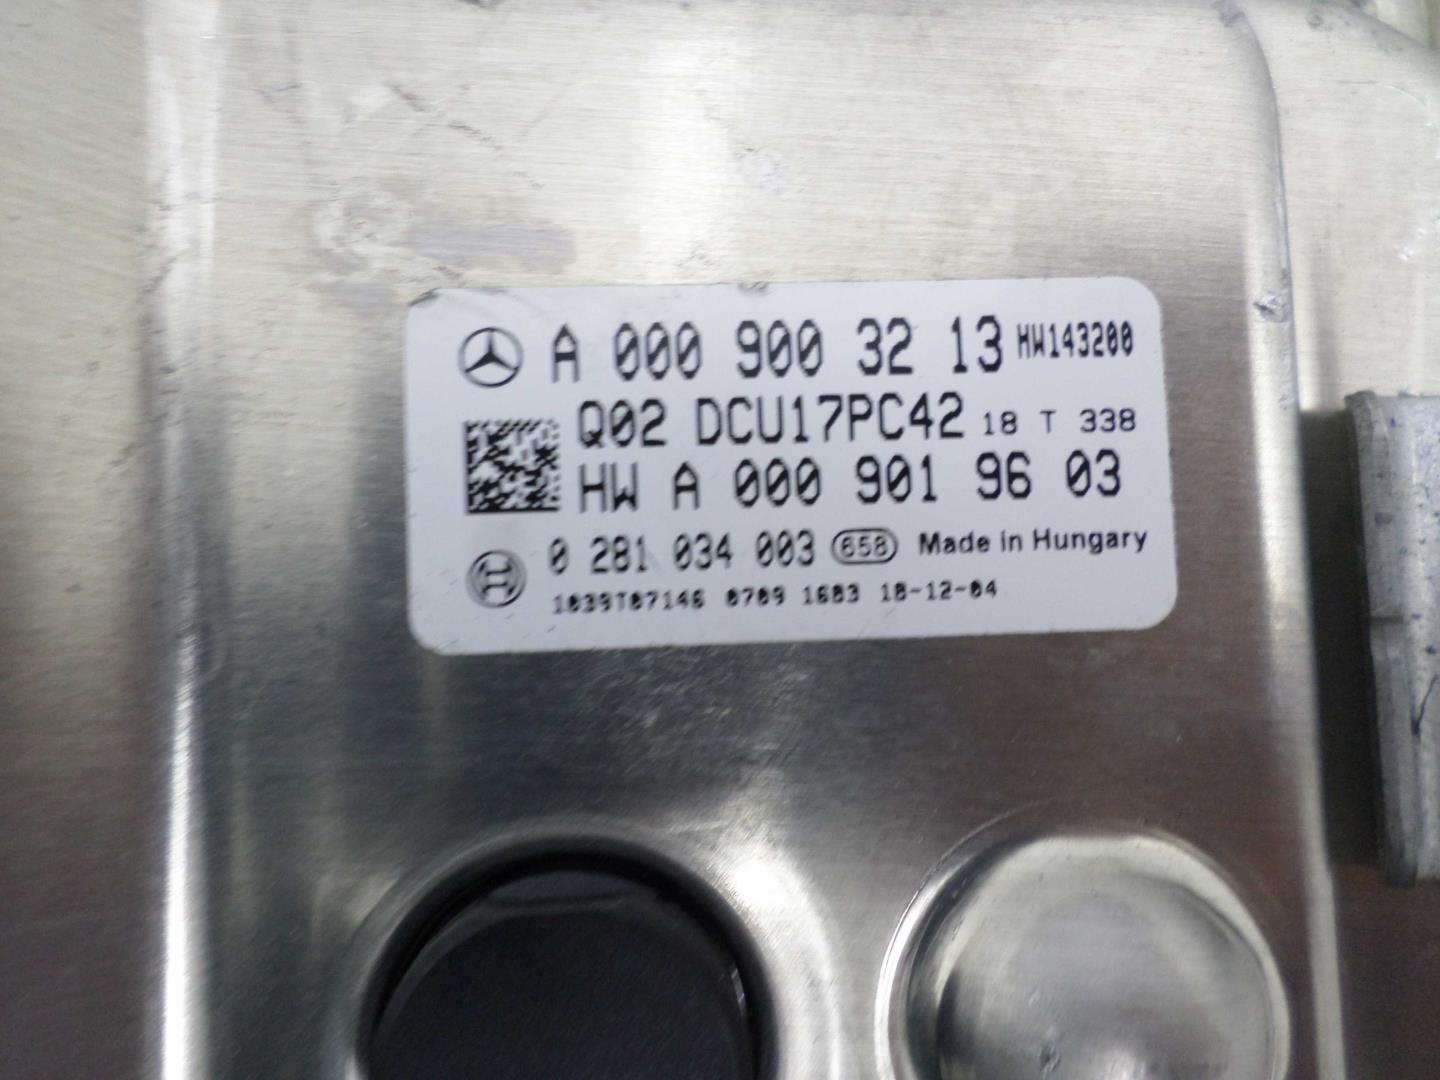 A 000 900 32 13 HW143200
Q02 DCU17PC42 18 T 338
HW A 000 901 96 03
0 281 034 003 658 Made in Hungary
1039T07146 0709 1683 18-12-04